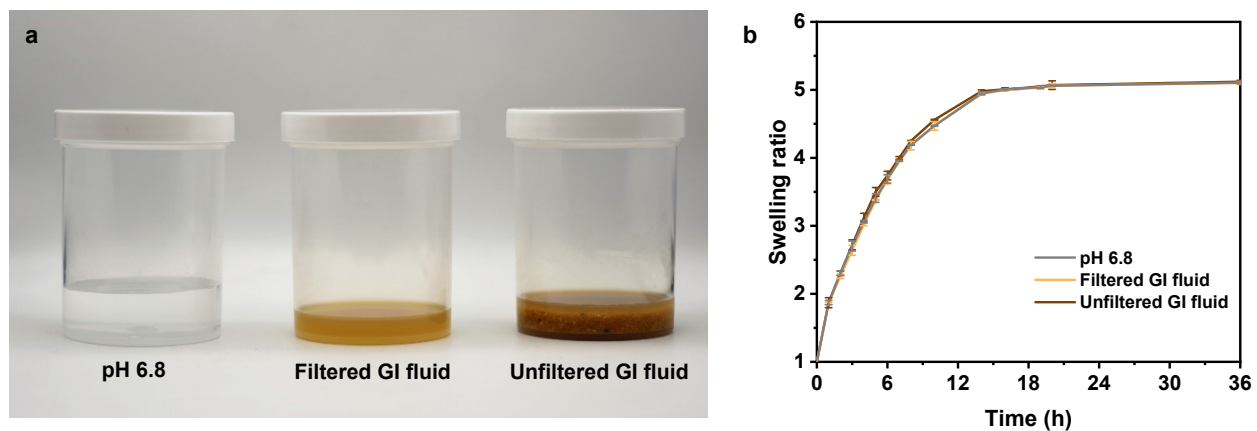 a
pH 6.8
Filtered GI fluid
Unfiltered GI fluid
b
Swelling ratio
6
5
4
3
2
1
pH 6.8
Filtered GI fluid
Unfiltered GI fluid
0
6
12
18
24
30
36
Time (h)